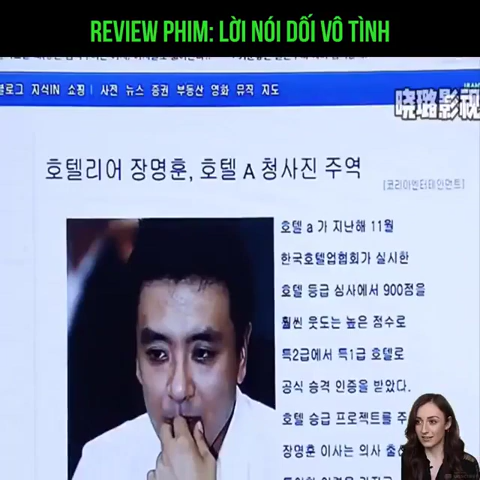 REVIEW PHIM: LỜI NÓI DỐI VÔ TÌNH
블로그 지식IN 쇼핑 | 사전 뉴스 증권 부동산 영화 뮤직 지도
晓璐影视
호텔리어 장명훈, 호텔 A 청사진 주역
[코리아엔터테인먼트]
호텔 a 가 지난해 11월
한국호텔업협회가 실시한
호텔 등급 심사에서 900점을
훨씬 웃도는 높은 점수로
특2급에서 특1급 호텔로
공식 승격 인증을 받았다.
호텔 승급 프로젝트를 주
장명훈 이사는 의사 출신